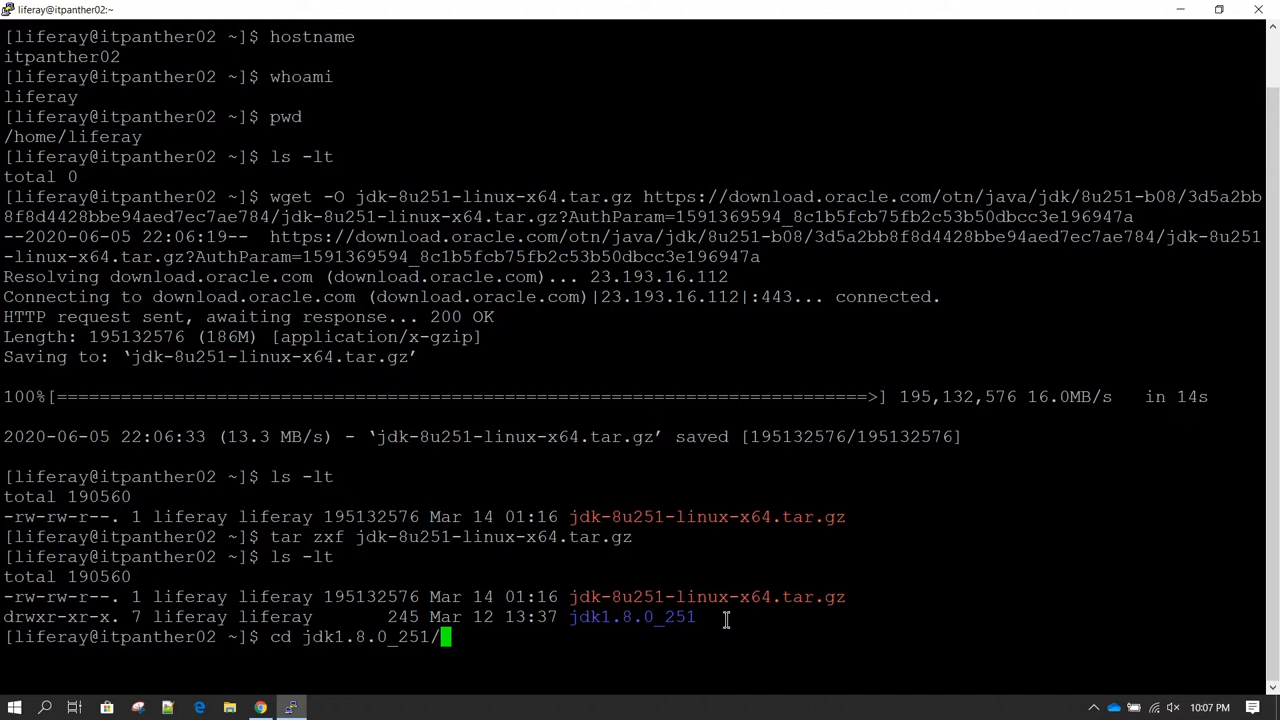 liferay@itpanther02:~
[liferay@itpanther02 ~]$ hostname
itpanther02
[liferay@itpanther02 ~]$ whoami
liferay
[liferay@itpanther02 ~]$ pwd
/home/liferay
[liferay@itpanther02 ~]$ ls -lt
total 0
[liferay@itpanther02 ~]$ wget -O jdk-8u251-linux-x64.tar.gz https://download.oracle.com/otn/java/jdk/8u251-b08/3d5a2bb
8f8d4428bbe94aed7ec7ae784/jdk-8u251-linux-x64.tar.gz?AuthParam=1591369594_8c1b5fcb75fb2c53b50dbcc3e196947a
--2020-06-05 22:06:19--  https://download.oracle.com/otn/java/jdk/8u251-b08/3d5a2bb8f8d4428bbe94aed7ec7ae784/jdk-8u251
-linux-x64.tar.gz?AuthParam=1591369594_8c1b5fcb75fb2c53b50dbcc3e196947a
Resolving download.oracle.com (download.oracle.com)... 23.193.16.112
Connecting to download.oracle.com (download.oracle.com)|23.193.16.112|:443... connected.
HTTP request sent, awaiting response... 200 OK
Length: 195132576 (186M) [application/x-gzip]
Saving to: ‘jdk-8u251-linux-x64.tar.gz’
100%[============================================================================>] 195,132,576 16.0MB/s   in 14s
2020-06-05 22:06:33 (13.3 MB/s) - ‘jdk-8u251-linux-x64.tar.gz’ saved [195132576/195132576]
[liferay@itpanther02 ~]$ ls -lt
total 190560
-rw-rw-r--. 1 liferay liferay 195132576 Mar 14 01:16 jdk-8u251-linux-x64.tar.gz
[liferay@itpanther02 ~]$ tar zxf jdk-8u251-linux-x64.tar.gz
[liferay@itpanther02 ~]$ ls -lt
total 190560
-rw-rw-r--. 1 liferay liferay 195132576 Mar 14 01:16 jdk-8u251-linux-x64.tar.gz
drwxr-xr-x. 7 liferay liferay       245 Mar 12 13:37 jdk1.8.0_251
[liferay@itpanther02 ~]$ cd jdk1.8.0_251/
10:07 PM